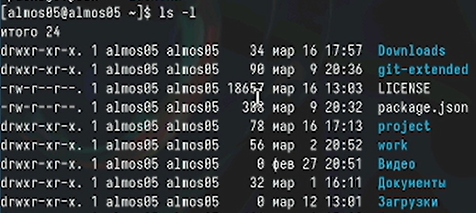 [almos05@almos05 ~]$ ls -l
итого 24
drwxr-xr-x. 1 almos05 almos05 34 мар 16 17:57 Downloads
drwxr-xr-x. 1 almos05 almos05 90 мар 9 20:36 git-extended
-rw-r--r--. 1 almos05 almos05 18657 мар 16 13:03 LICENSE
-rw-r--r--. 1 almos05 almos05 мар 9 20:32 package.json
drwxr-xr-x. 1 almos05 almos05 78 мар 16 17:13 project
drwxr-xr-x. 1 almos05 almos05 56 мар 2 20:52 work
drwxr-xr-x. 1 almos05 almos05 0 фев 27 20:51 Видео
drwxr-xr-x. 1 almos05 almos05 32 мар 1 16:11 Документы
drwxr-xr-x. 1 almos05 almos05 0 мар 12 13:01 Загрузки